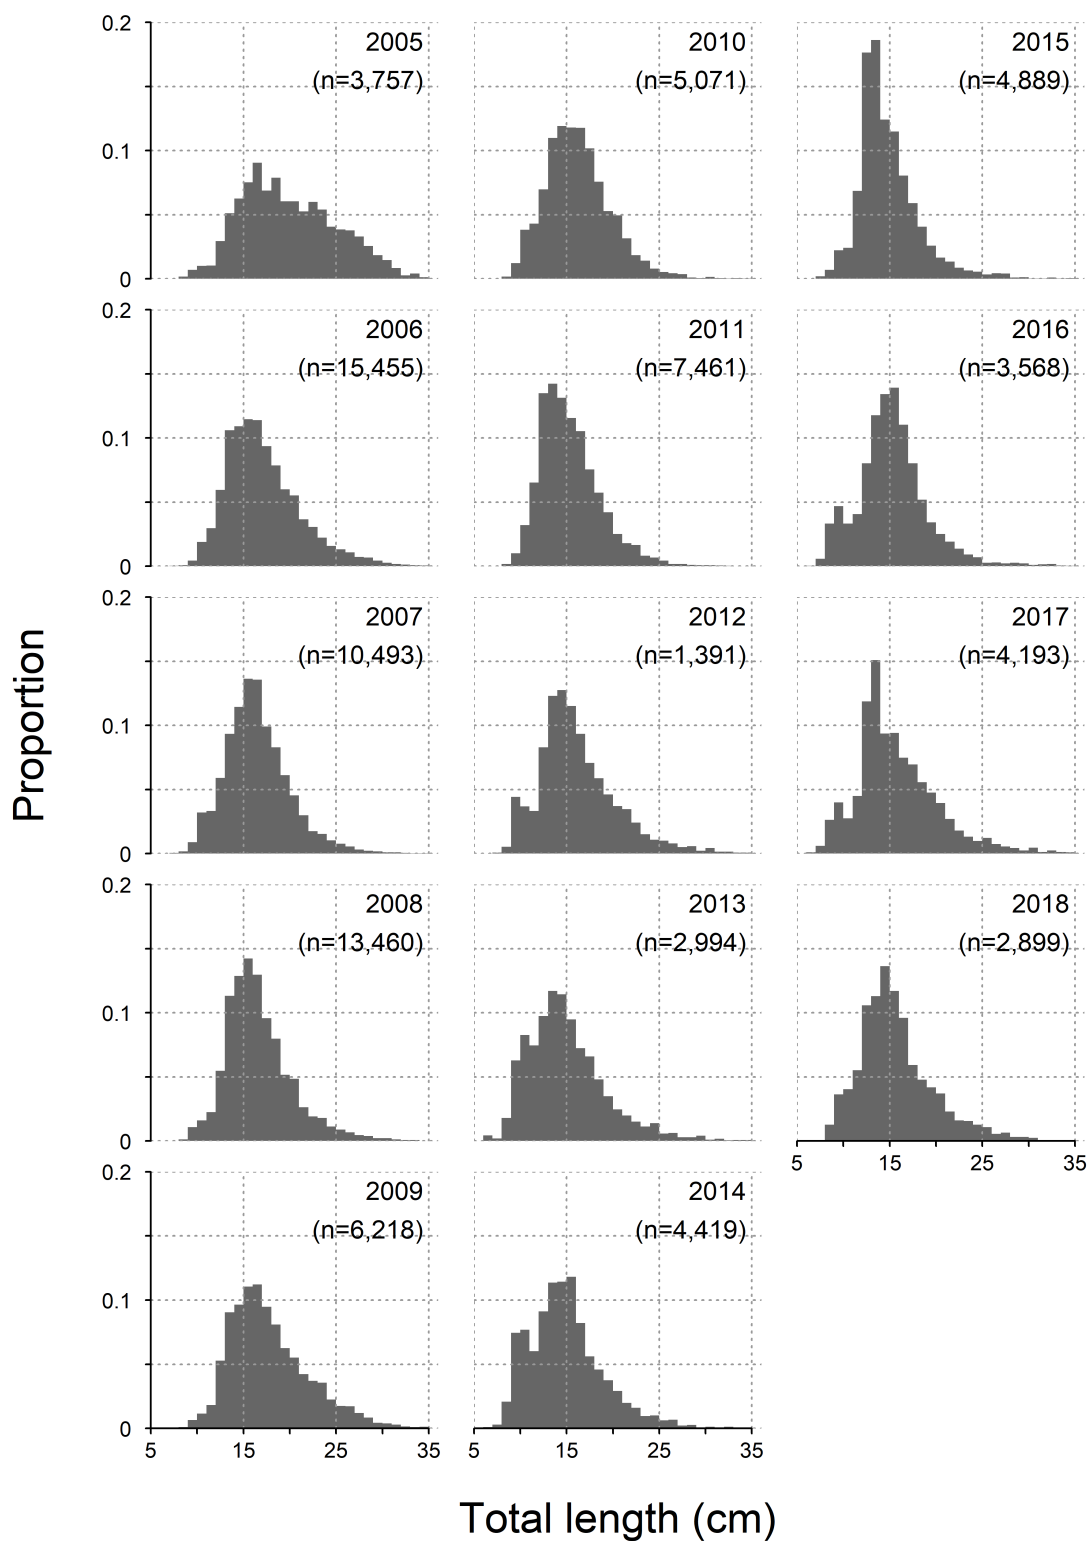 0.2
0.1
0
2005
(n=3,757)
2010
(n=5,071)
2015
(n=4,889)
0.2
0.1
0
2006
(n=15,455)
2011
(n=7,461)
2016
(n=3,568)
0.2
0.1
0
2007
(n=10,493)
2012
(n=1,391)
2017
(n=4,193)
Proportion
0.2
0.1
0
2008
(n=13,460)
2013
(n=2,994)
2018
(n=2,899)
5 15 25 35
0.2
0.1
0
2009
(n=6,218)
2014
(n=4,419)
5 15 25 35
5 15 25 35
Total length (cm)